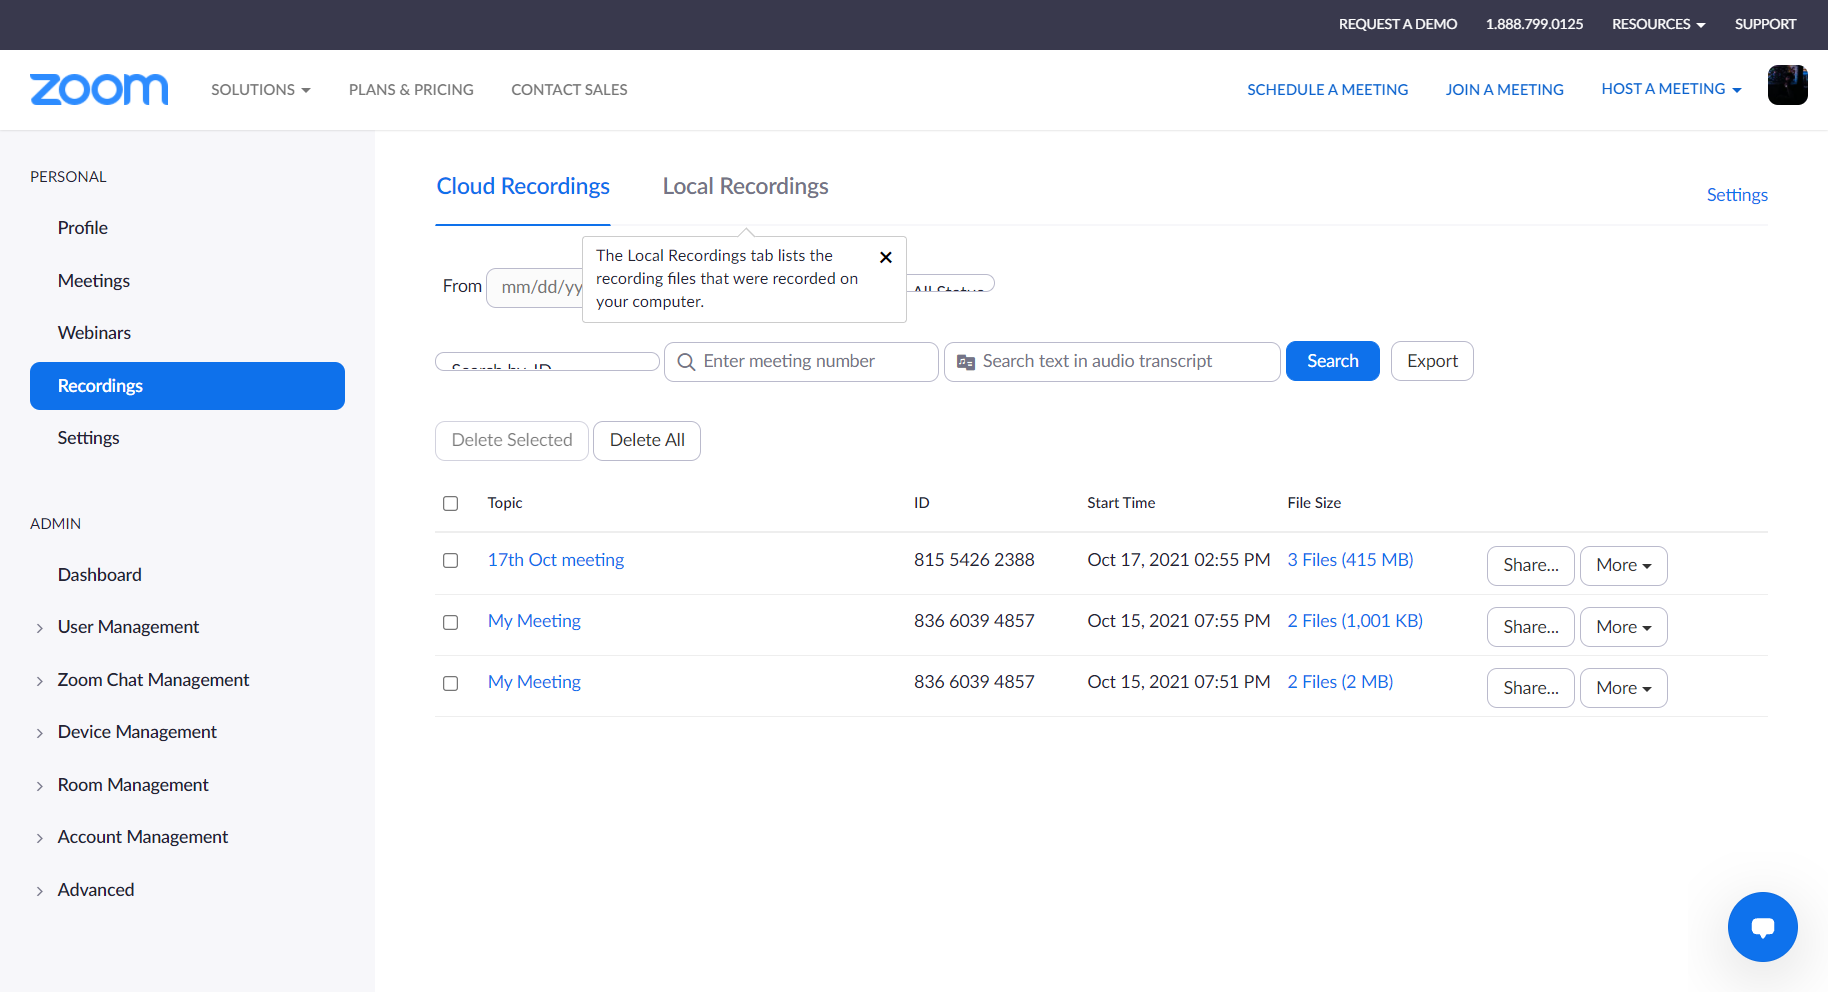 REQUEST A DEMO 1.888.799.0125 RESOURCES SUPPORT
zoom SOLUTIONS PLANS & PRICING CONTACT SALES SCHEDULE A MEETING JOIN A MEETING HOST A MEETING
PERSONAL
Profile
Meetings
Webinars
Recordings
Settings
ADMIN
Dashboard
User Management
Zoom Chat Management
Device Management
Room Management
Account Management
Advanced
Cloud Recordings Local Recordings Settings
The Local Recordings tab lists the
recording files that were recorded on
your computer.
From mm/dd/yy All Status
Search by ID Enter meeting number Search text in audio transcript Search Export
Delete Selected Delete All
Topic ID Start Time File Size
17th Oct meeting 815 5426 2388 Oct 17, 2021 02:55 PM 3 Files (415 MB) Share... More
My Meeting 836 6039 4857 Oct 15, 2021 07:55 PM 2 Files (1,001 KB) Share... More
My Meeting 836 6039 4857 Oct 15, 2021 07:51 PM 2 Files (2 MB) Share... More